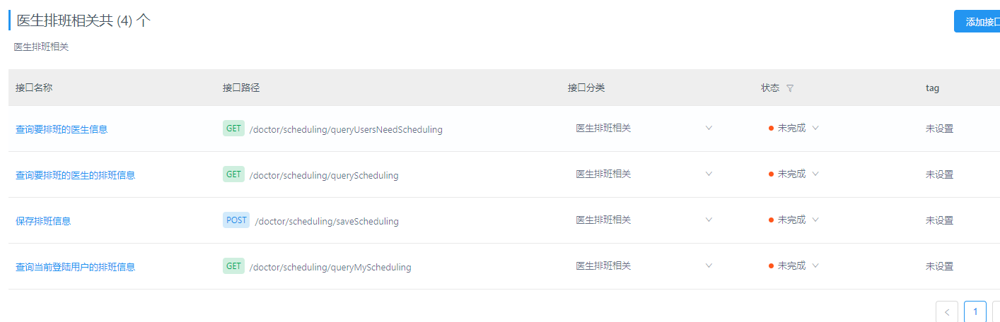 医生排班相关共 (4) 个
添加接口
医生排班相关
接口名称 接口路径 接口分类 状态 tag
查询要排班的医生信息 GET /doctor/scheduling/queryUsersNeedScheduling 医生排班相关 未完成 未设置
查询要排班的医生的排班信息 GET /doctor/scheduling/queryScheduling 医生排班相关 未完成 未设置
保存排班信息 POST /doctor/scheduling/saveScheduling 医生排班相关 未完成 未设置
查询当前登陆用户的排班信息 GET /doctor/scheduling/queryMyScheduling 医生排班相关 未完成 未设置
1